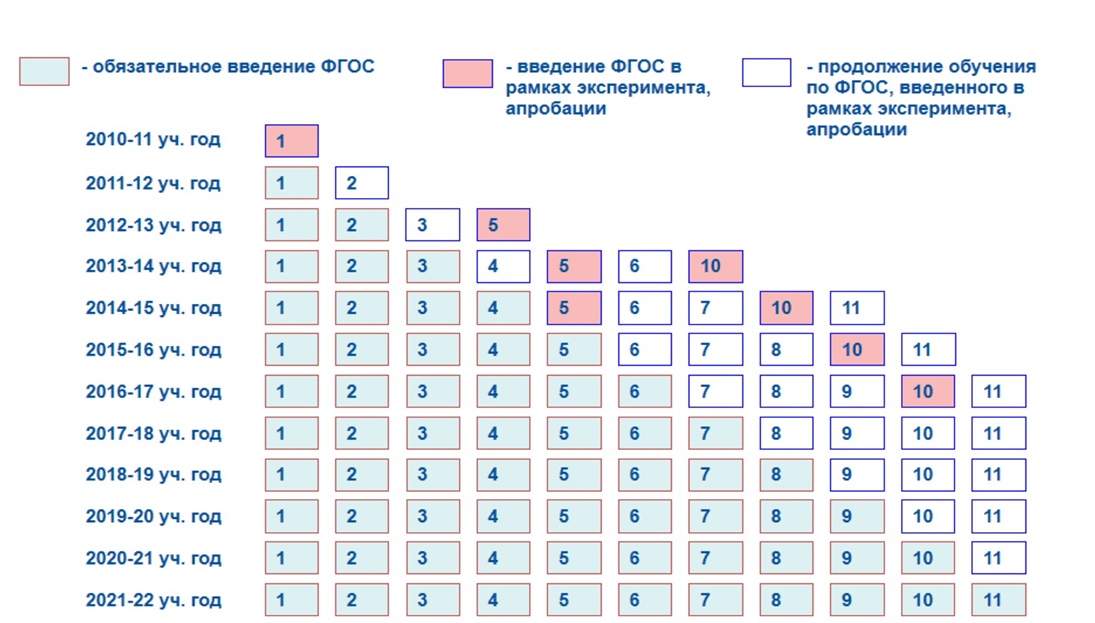 - обязательное введение ФГОС
- введение ФГОС в
рамках эксперимента,
апробации
- продолжение обучения
по ФГОС, введенного в
рамках эксперимента,
апробации
2010-11 уч. год 1
2011-12 уч. год 1 2
2012-13 уч. год 1 2 3 5
2013-14 уч. год 1 2 3 4 5 6 10
2014-15 уч. год 1 2 3 4 5 6 7 10 11
2015-16 уч. год 1 2 3 4 5 6 7 8 10 11
2016-17 уч. год 1 2 3 4 5 6 7 8 9 10 11
2017-18 уч. год 1 2 3 4 5 6 7 8 9 10 11
2018-19 уч. год 1 2 3 4 5 6 7 8 9 10 11
2019-20 уч. год 1 2 3 4 5 6 7 8 9 10 11
2020-21 уч. год 1 2 3 4 5 6 7 8 9 10 11
2021-22 уч. год 1 2 3 4 5 6 7 8 9 10 11